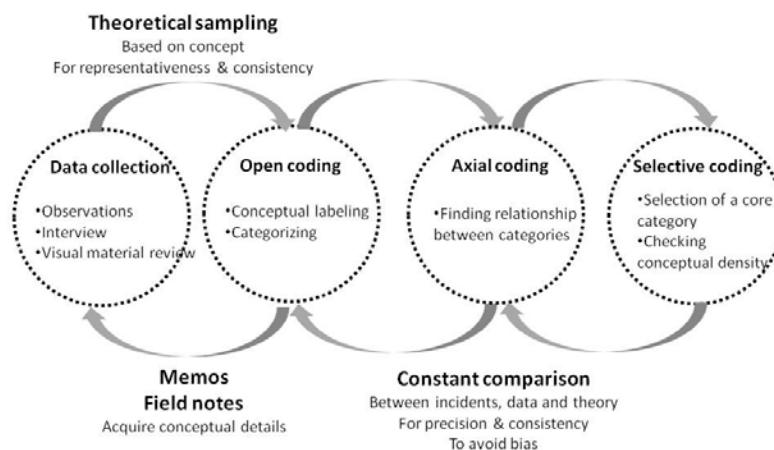 Theoretical sampling
Based on concept
For representativeness & consistency
Data collection
•Observations
•Interview
•Visual material review
Open coding
•Conceptual labeling
•Categorizing
Axial coding
•Finding relationship
between categories
Selective coding
•Selection of a core
category
•Checking
conceptual density
Memos
Field notes
Acquire conceptual details
Constant comparison
Between incidents, data and theory
For precision & consistency
To avoid bias